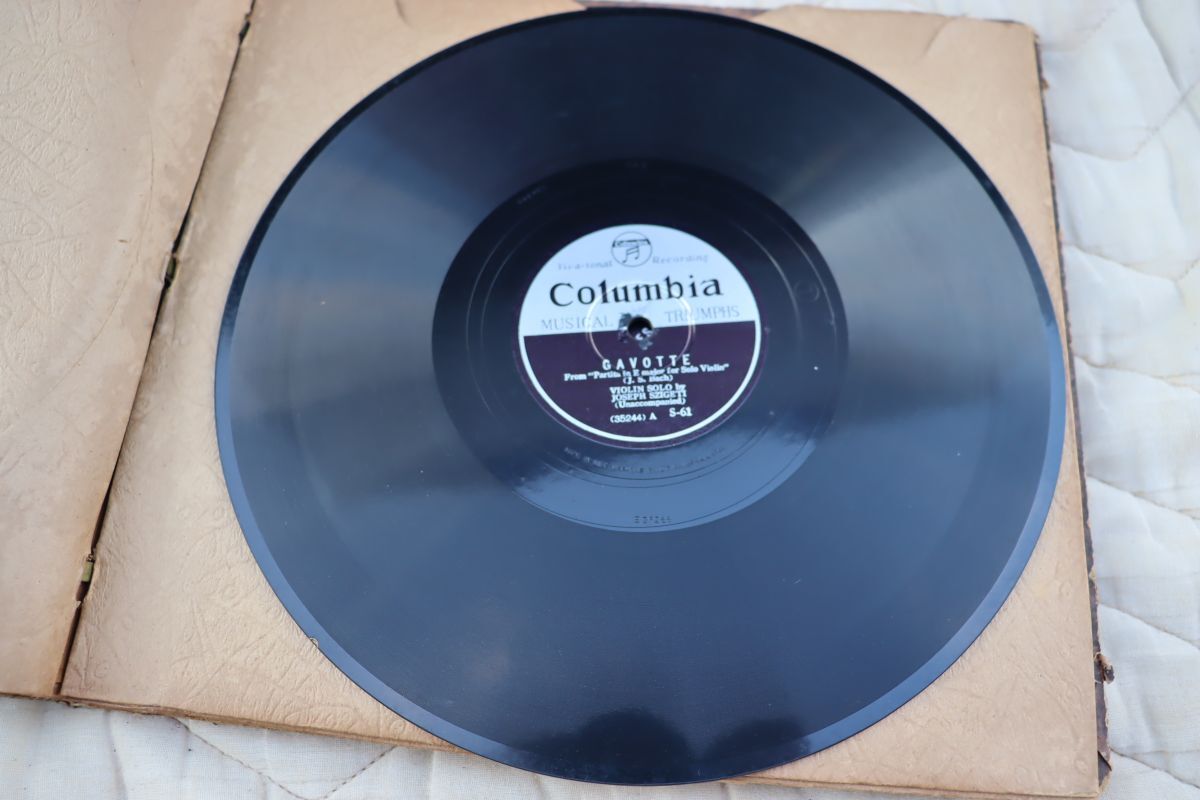 Columbia
Viva-tonal Recording
Columbia
MUSICAL TRIUMPHS
GAVOTTE
From "Partita in E major for Solo Violin"
(J. S. Bach)
VIOLIN SOLO by
JOSEPH SZIGETI
(Unaccompanied)
(35244) A S-61